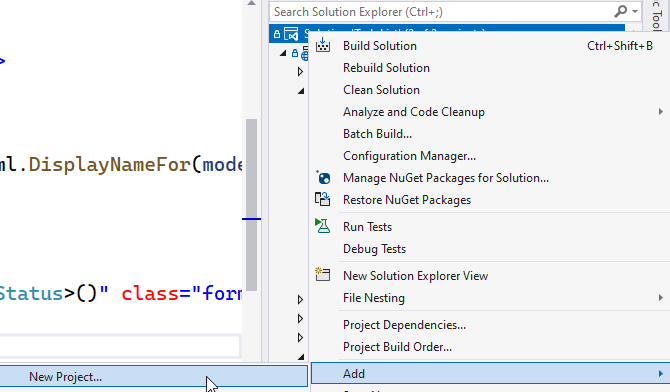 Search Solution Explorer (Ctrl+;)
>
Build Solution Ctrl+Shift+B
Rebuild Solution
Clean Solution
Analyze and Code Cleanup
Batch Build...
Configuration Manager...
ml.DisplayNameFor(mode
Manage NuGet Packages for Solution...
Restore NuGet Packages
Run Tests
Debug Tests
New Solution Explorer View
Status>()" class="form
File Nesting
Project Dependencies...
Project Build Order...
New Project...
Add